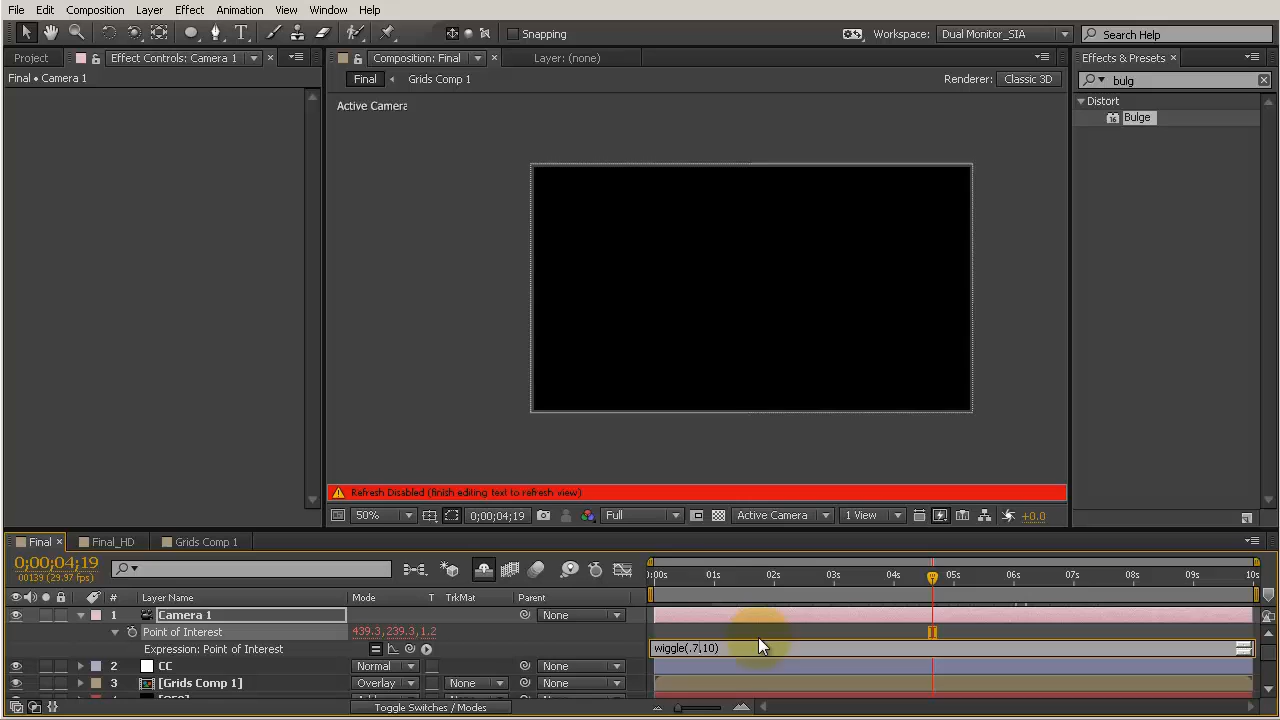 File Edit Composition Layer Effect Animation View Window Help
Snapping Workspace: Dual Monitor_SIA Search Help
Project Effect Controls: Camera 1 Composition: Final Layer: (none) Effects & Presets
Final • Camera 1 Final Grids Comp 1 Renderer: Classic 3D bulg
Active Camera
Distort
Bulge
Refresh Disabled (finish editing text to refresh view)
50% 0;00;04;19 Full Active Camera 1 View +0.0
Final Final_HD Grids Comp 1
0;00;04;19
00139 (29.97 fps)
:00s 01s 02s 03s 04s 05s 06s 07s 08s 09s 10s
# Layer Name Mode T TrkMat Parent
1 Camera 1 None
Point of Interest 439.3,239.3,1.2
Expression: Point of Interest wiggle(.7,10)
2 CC Normal None
3 [Grids Comp 1] Overlay None None
Toggle Switches / Modes